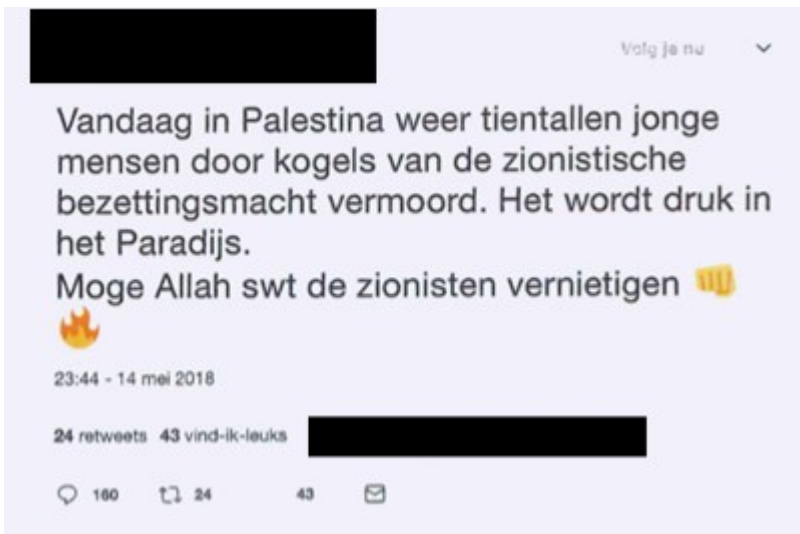 Volg je nu
Vandaag in Palestina weer tientallen jonge
mensen door kogels van de zionistische
bezettingsmacht vermoord. Het wordt druk in
het Paradijs.
Moge Allah swt de zionisten vernietigen 👊
🔥
23:44 - 14 mei 2018
24 retweets 43 vind-ik-leuks
160 24 43